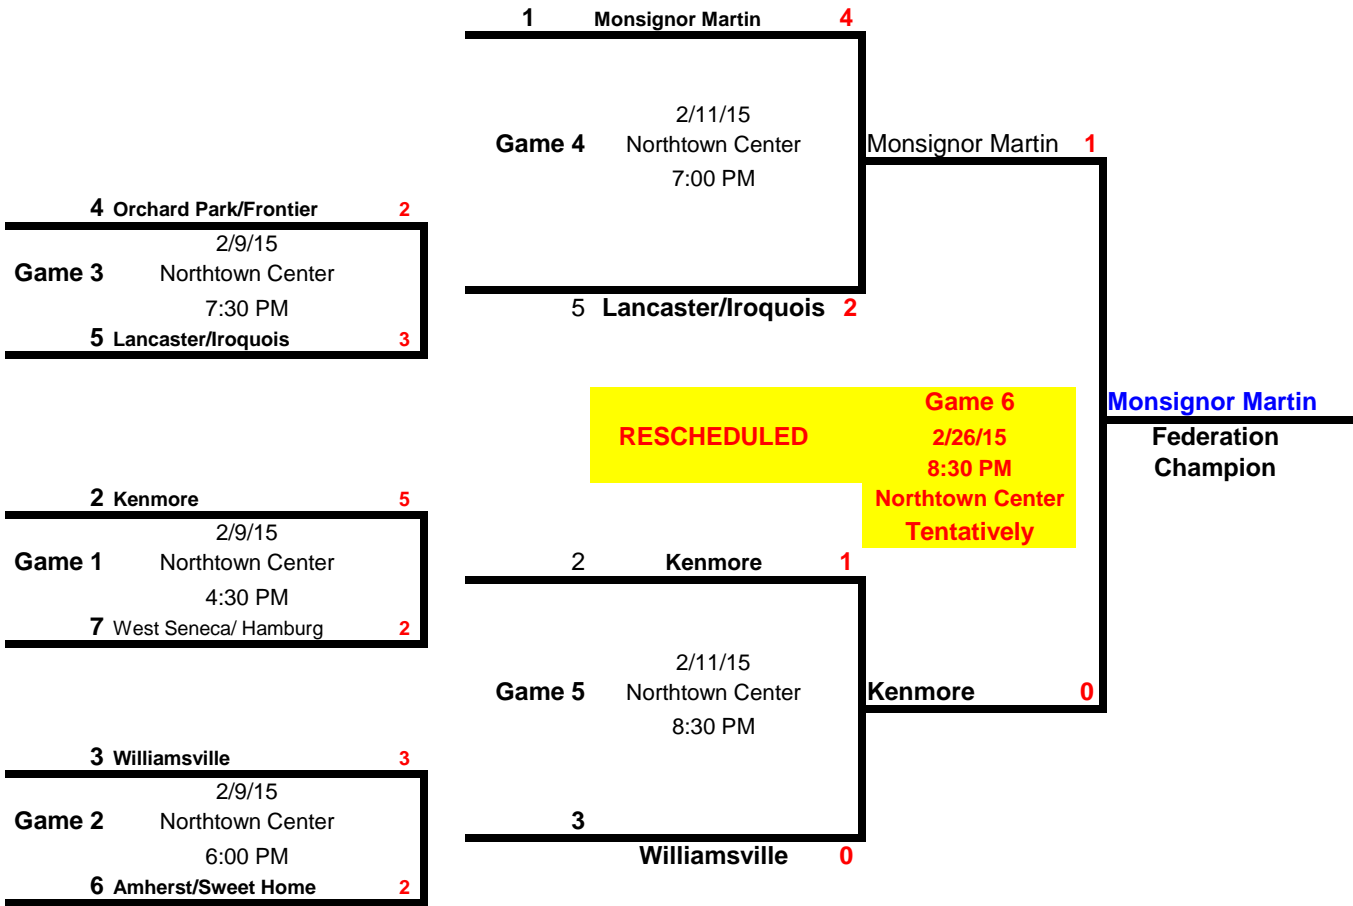 1 Monsignor Martin 4
2/11/15
Game 4 Northtown Center
7:00 PM
Monsignor Martin 1
4 Orchard Park/Frontier 2
2/9/15
Game 3 Northtown Center
7:30 PM
5 Lancaster/Iroquois 3
5 Lancaster/Iroquois 2
Game 6
RESCHEDULED 2/26/15
8:30 PM
Northtown Center
Tentatively
Monsignor Martin
Federation
Champion
2 Kenmore 5
2/9/15
Game 1 Northtown Center
4:30 PM
7 West Seneca/ Hamburg 2
2 Kenmore 1
2/11/15
Game 5 Northtown Center
8:30 PM
Kenmore 0
3 Williamsville 3
2/9/15
Game 2 Northtown Center
6:00 PM
6 Amherst/Sweet Home 2
3
Williamsville 0